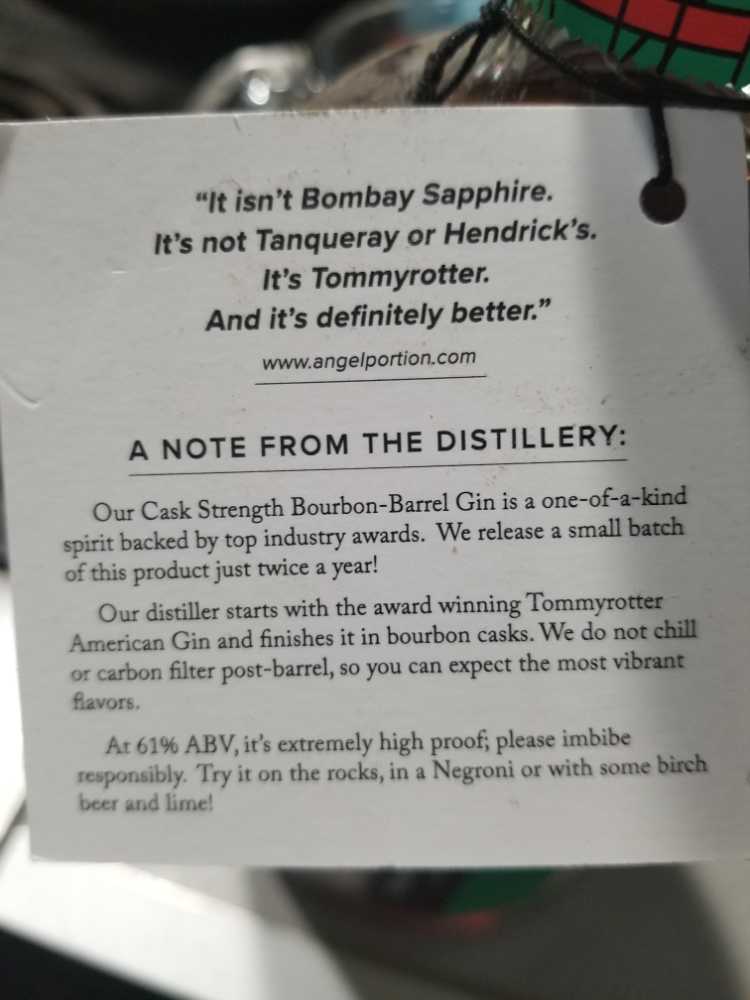 “It isn’t Bombay Sapphire.
It’s not Tanqueray or Hendrick’s.
It’s Tommyrotter.
And it’s definitely better.”
www.angelportion.com
A NOTE FROM THE DISTILLERY:
Our Cask Strength Bourbon-Barrel Gin is a one-of-a-kind
spirit backed by top industry awards. We release a small batch
of this product just twice a year!
Our distiller starts with the award winning Tommyrotter
American Gin and finishes it in bourbon casks. We do not chill
or carbon filter post-barrel, so you can expect the most vibrant
flavors.
At 61% ABV, it’s extremely high proof; please imbibe
responsibly. Try it on the rocks, in a Negroni or with some birch
beer and lime!